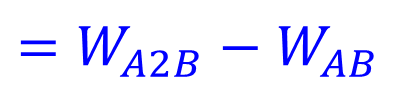 = W_{A2B} − W_{AB}